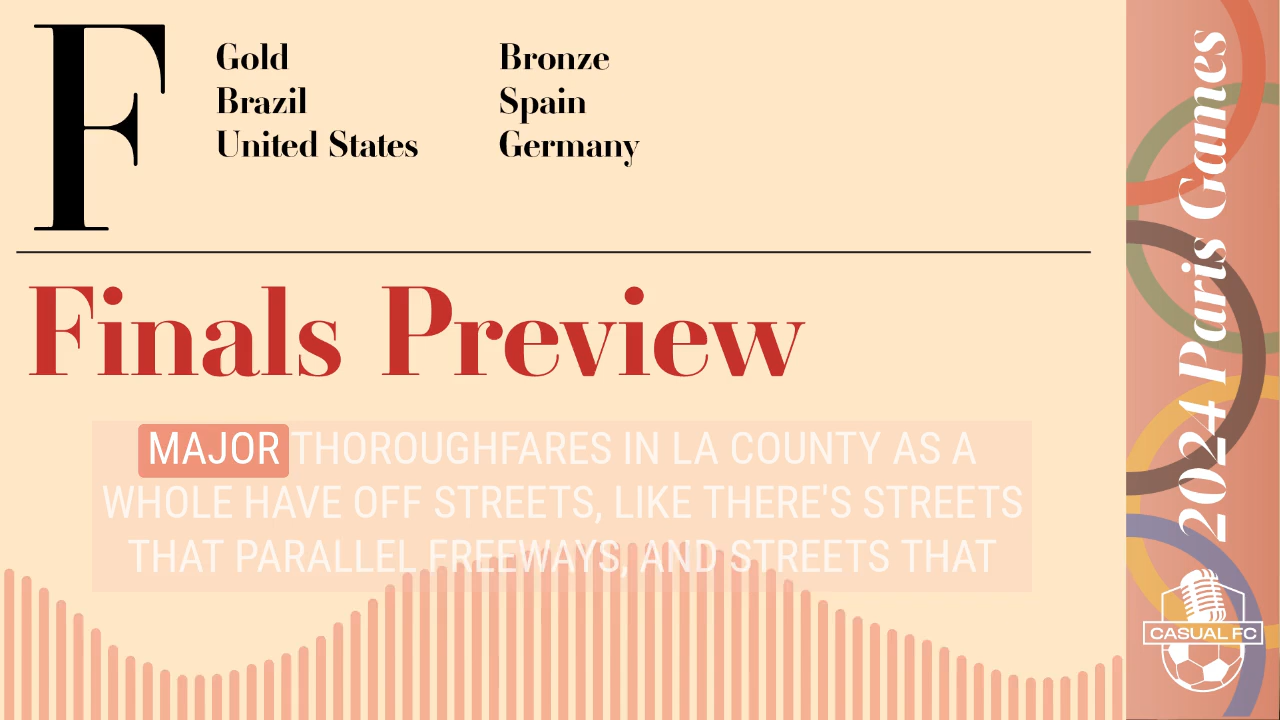 F
Gold
Brazil
United States
Bronze
Spain
Germany
Finals Preview
MAJOR THOROUGHFARES IN LA COUNTY AS A
WHOLE HAVE OFF STREETS, LIKE THERE'S STREETS
THAT PARALLEL FREEWAYS, AND STREETS THAT
2024 Paris Games
CASUAL FC